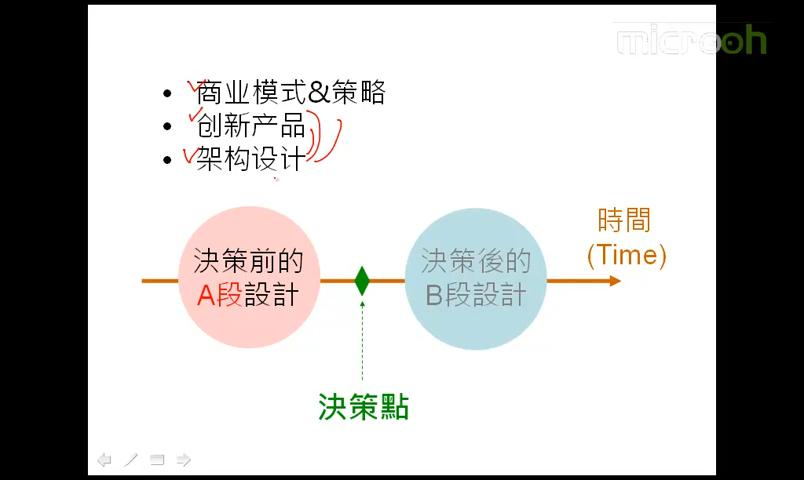 microoh
• 商业模式&策略
• 创新产品
• 架构设计
時間
(Time)
決策前的
A段設計
決策後的
B段設計
決策點